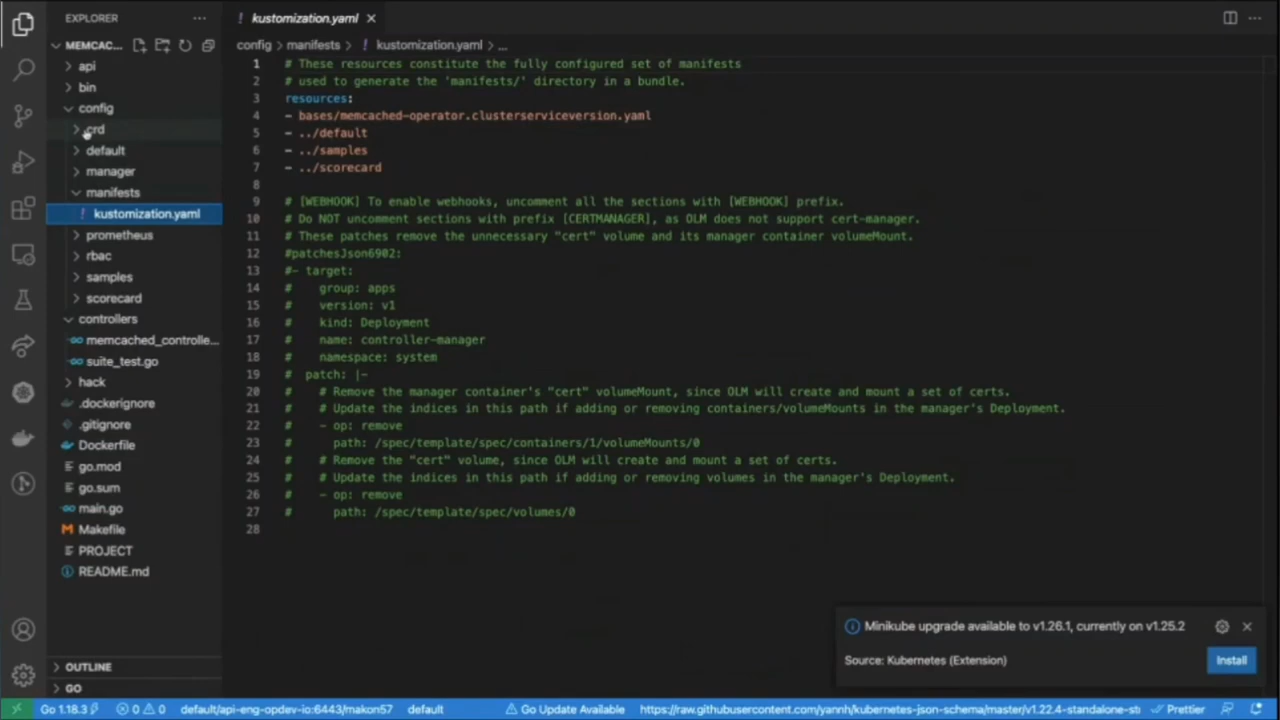 EXPLORER
MEMCAC...
api
bin
config
crd
default
manager
manifests
kustomization.yaml
prometheus
rbac
samples
scorecard
controllers
memcached_controlle...
suite_test.go
hack
.dockerignore
.gitignore
Dockerfile
go.mod
go.sum
main.go
Makefile
PROJECT
README.md
OUTLINE
GO
kustomization.yaml
config > manifests > ! kustomization.yaml > ...
1 # These resources constitute the fully configured set of manifests
2 # used to generate the 'manifests/' directory in a bundle.
3 resources:
4 - bases/memcached-operator.clusterserviceversion.yaml
5 - ../default
6 - ../samples
7 - ../scorecard
8
9 # [WEBHOOK] To enable webhooks, uncomment all the sections with [WEBHOOK] prefix.
10 # Do NOT uncomment sections with prefix [CERTMANAGER], as OLM does not support cert-manager.
11 # These patches remove the unnecessary "cert" volume and its manager container volumeMount.
12 #patchesJson6902:
13 #- target:
14 #    group: apps
15 #    version: v1
16 #    kind: Deployment
17 #    name: controller-manager
18 #    namespace: system
19 #  patch: |-
20 #    # Remove the manager container's "cert" volumeMount, since OLM will create and mount a set of certs.
21 #    # Update the indices in this path if adding or removing containers/volumeMounts in the manager's Deployment.
22 #    - op: remove
23 #      path: /spec/template/spec/containers/1/volumeMounts/0
24 #    # Remove the "cert" volume, since OLM will create and mount a set of certs.
25 #    # Update the indices in this path if adding or removing volumes in the manager's Deployment.
26 #    - op: remove
27 #      path: /spec/template/spec/volumes/0
28
Minikube upgrade available to v1.26.1, currently on v1.25.2
Source: Kubernetes (Extension)
Install
Go 1.18.3 0 0 default/api-eng-opdev-io:6443/makon57 default Go Update Available https://raw.githubusercontent.com/yannh/kubernetes-json-schema/master/v1.22.4-standalone-st Prettier